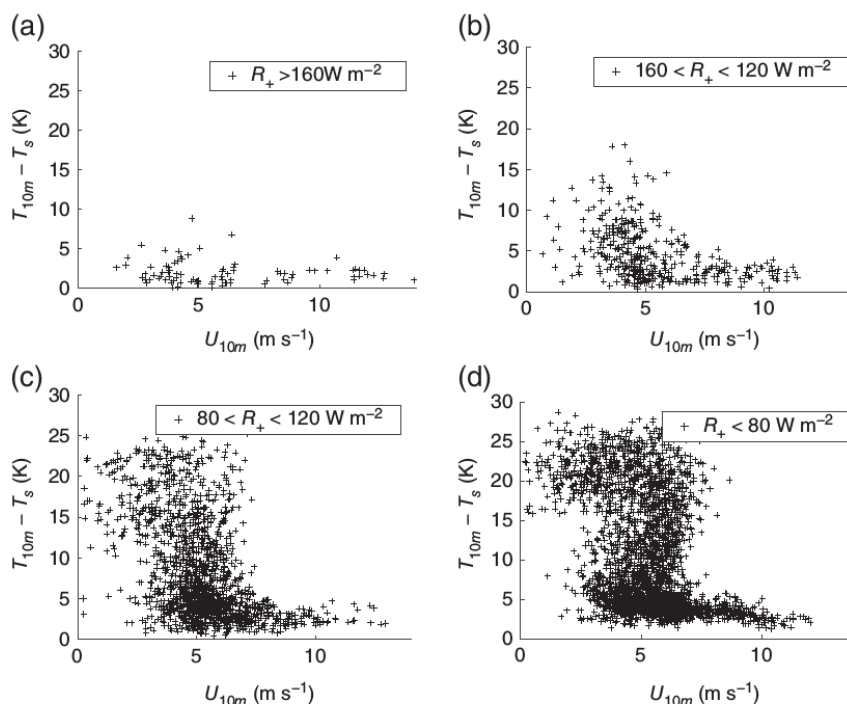 (a)
30
25
20
15
10
5
0
T10m – Ts (K)
+ R+ >160W m−2
0 5 10
U10m (m s−1)
(b)
30
25
20
15
10
5
0
T10m – Ts (K)
+ 160 < R+ < 120 W m−2
0 5 10
U10m (m s−1)
(c)
30
25
20
15
10
5
0
T10m – Ts (K)
+ 80 < R+ < 120 W m−2
0 5 10
U10m (m s−1)
(d)
30
25
20
15
10
5
0
T10m – Ts (K)
+ R+ < 80 W m−2
0 5 10
U10m (m s−1)